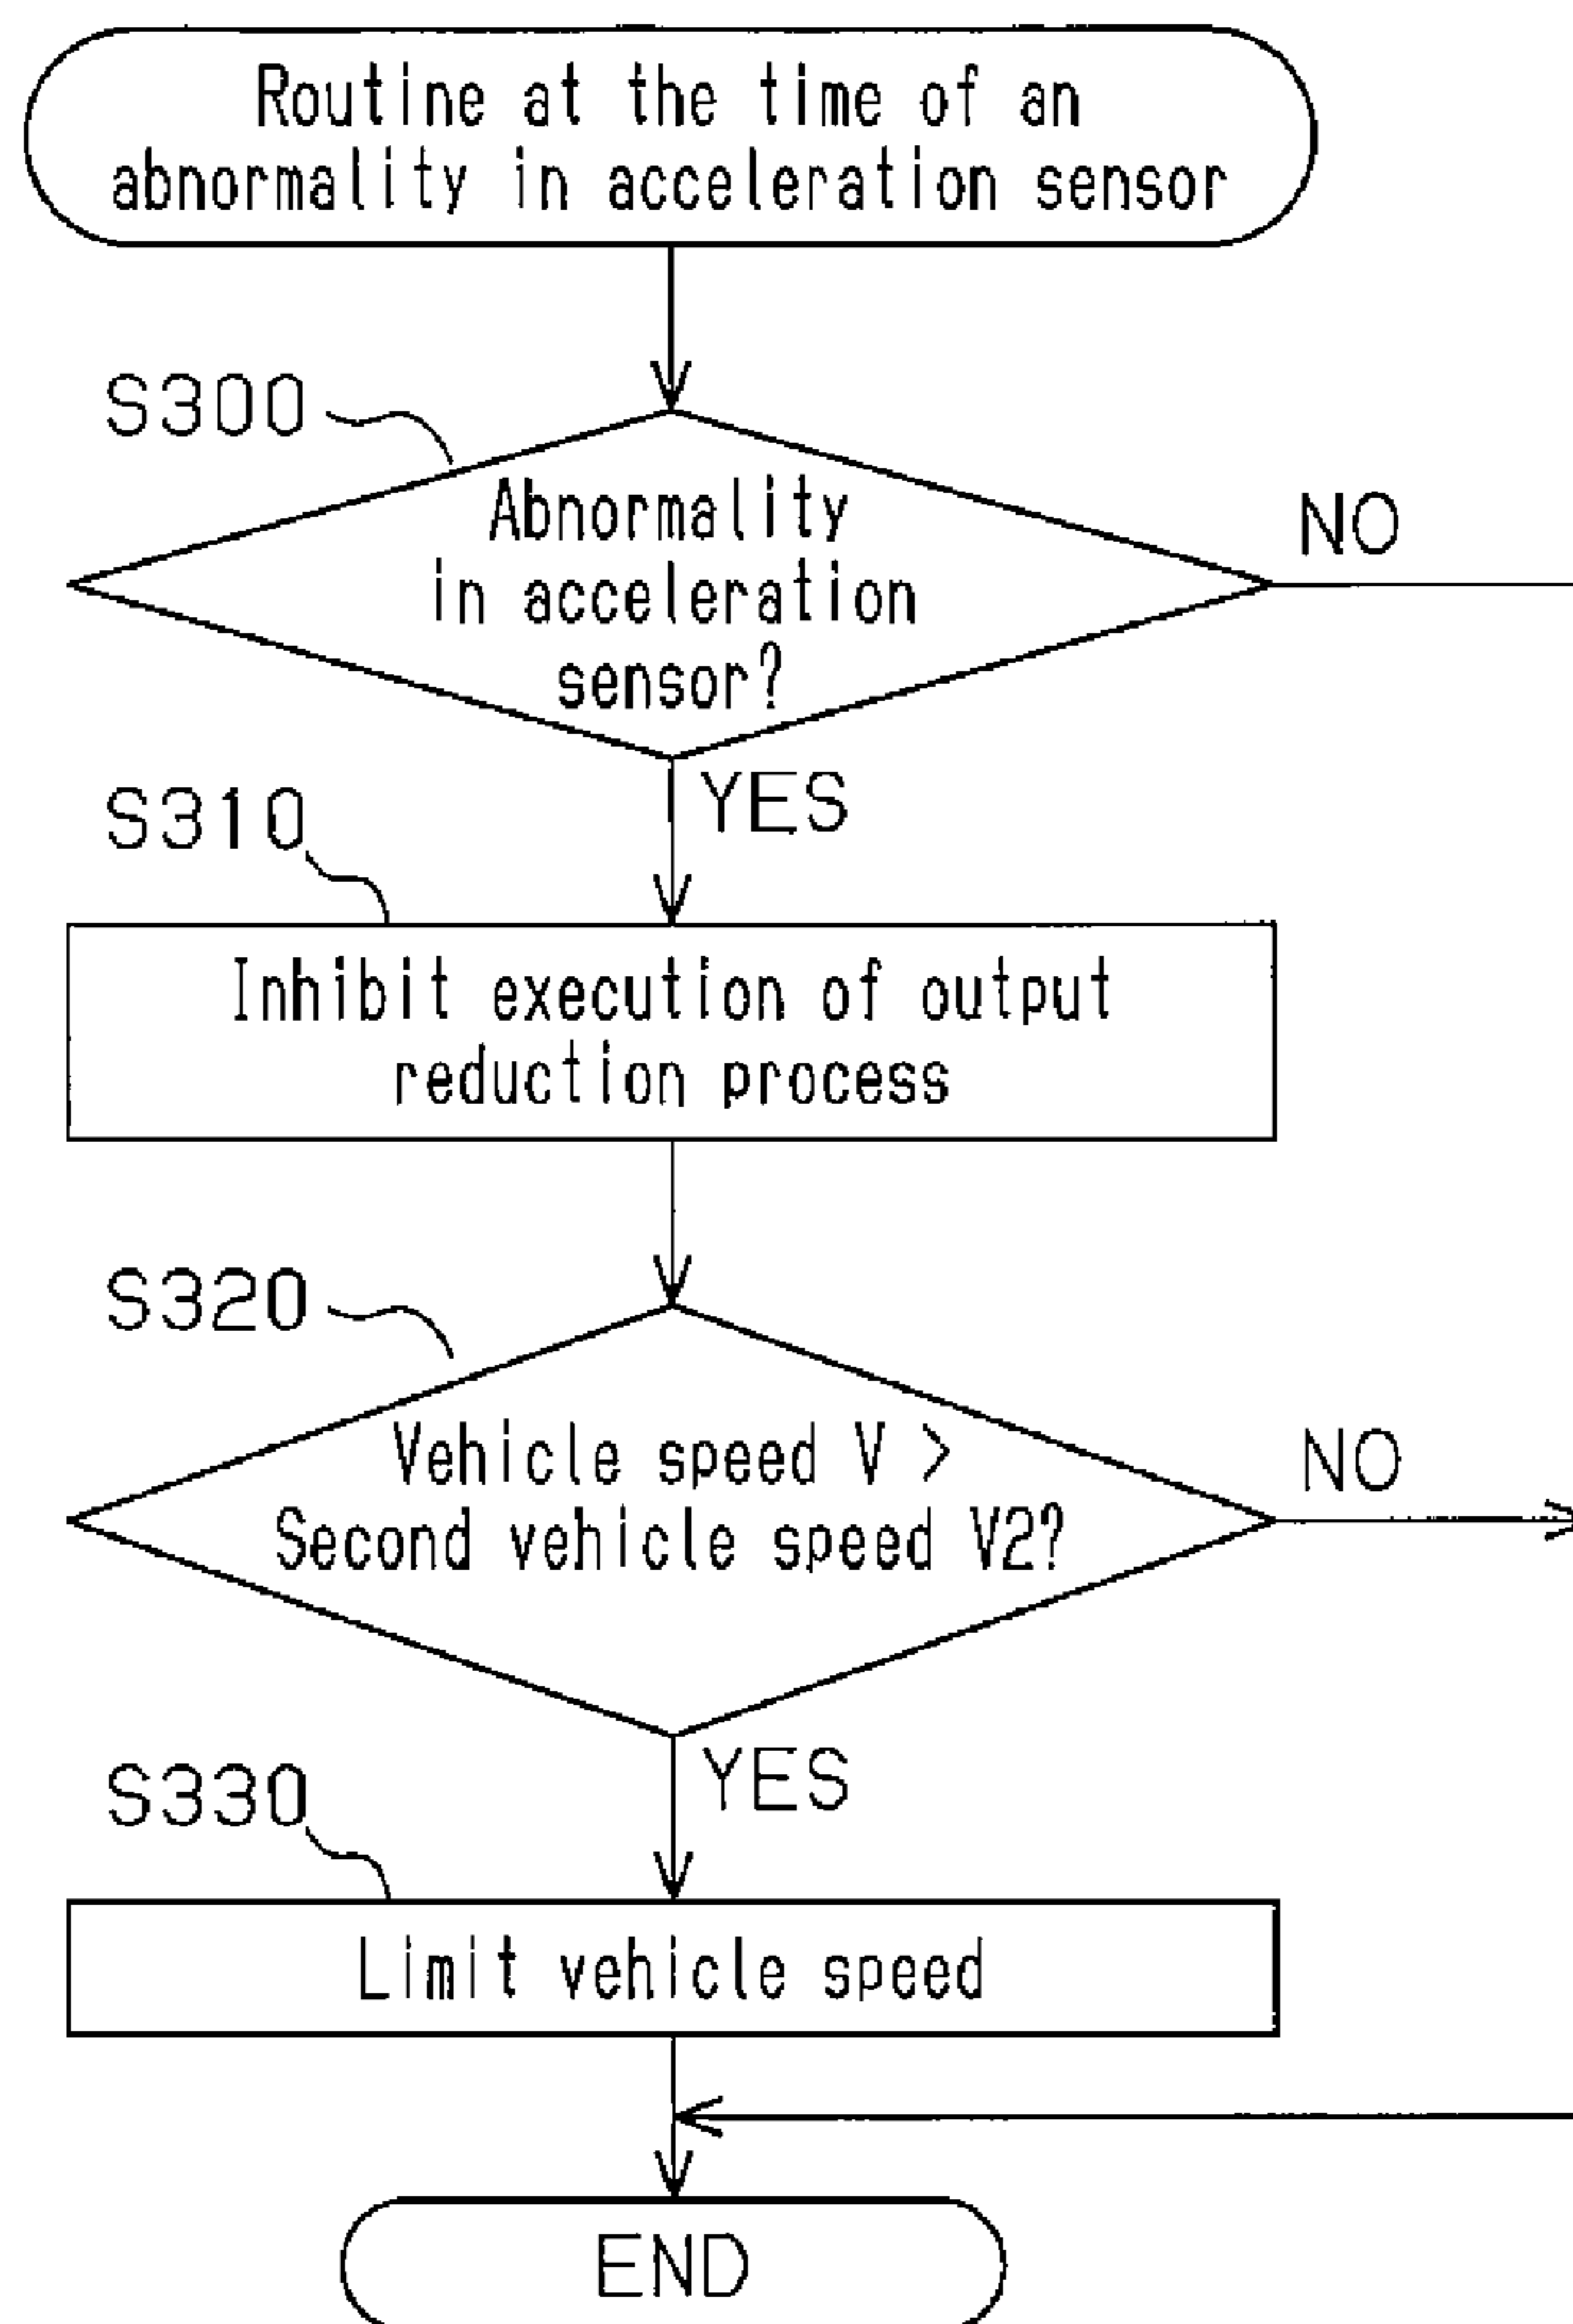 Routine at the time of an
abnormality in acceleration sensor
S300
Abnormality
in acceleration
sensor?
NO
YES
S310
Inhibit execution of output
reduction process
S320
Vehicle speed V >
Second vehicle speed V2?
NO
YES
S330
Limit vehicle speed
END